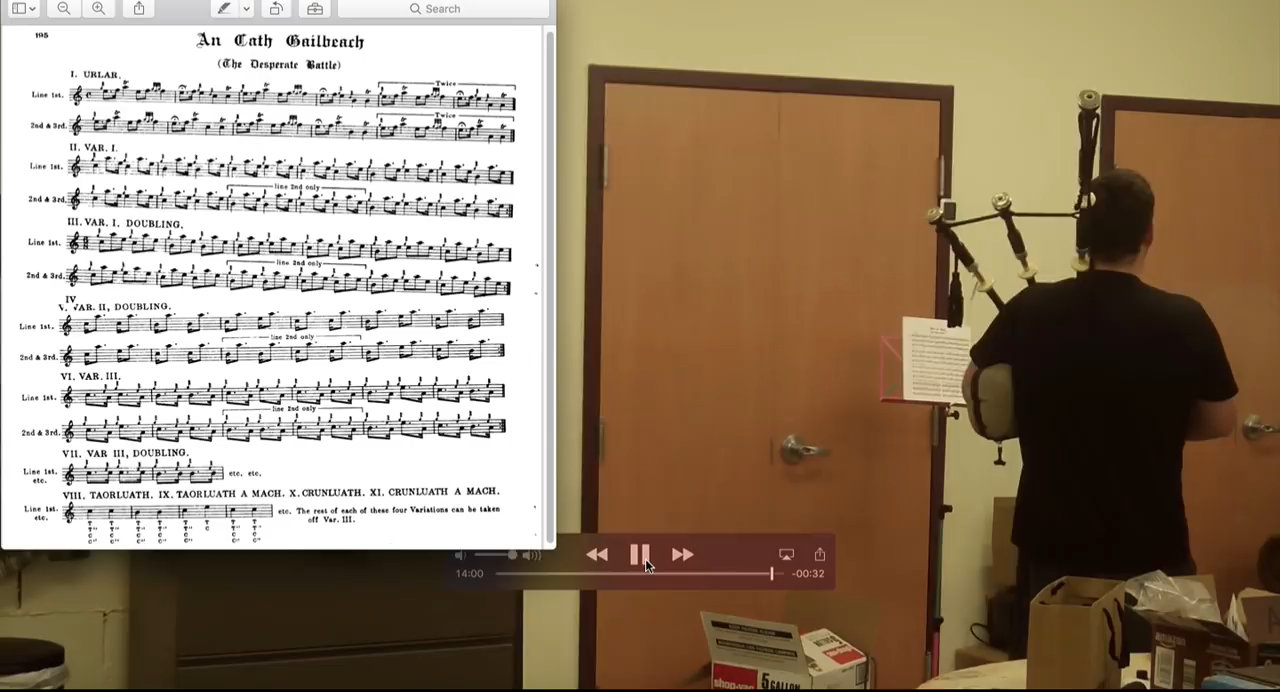 Search
195
An Cath Gailbeach
(The Desperate Battle)
I. URLAR.
Twice
Line 1st.
Twice
2nd & 3rd.
II. VAR. I.
Line 1st.
line 2nd only
2nd & 3rd.
III. VAR. I, DOUBLING.
Line 1st.
line 2nd only
2nd & 3rd.
IV
V. VAR. II, DOUBLING.
Line 1st.
line 2nd only
2nd & 3rd.
VI. VAR. III.
Line 1st.
line 2nd only
2nd & 3rd.
VII. VAR III, DOUBLING.
Line 1st. etc. etc.
etc.
VIII. TAORLUATH. IX. TAORLUATH A MACH. X. CRUNLUATH. XI. CRUNLUATH A MACH.
Line 1st. etc. The rest of each of these four Variations can be taken
etc. off Var. III.
T T T T T T T
C C C C C C C
14:00 -00:32
shop-vac 5 GALLON